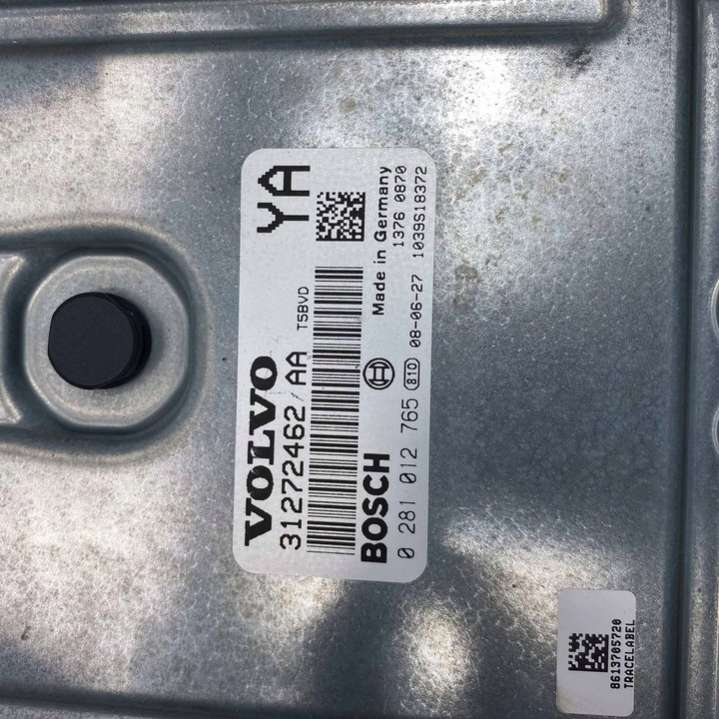 VOLVO YA
31272462/AA T5BVD
BOSCH Made in Germany
1376 0870
0 281 012 765 810 08-06-27 1039S18372
8613705720
TRACELABEL